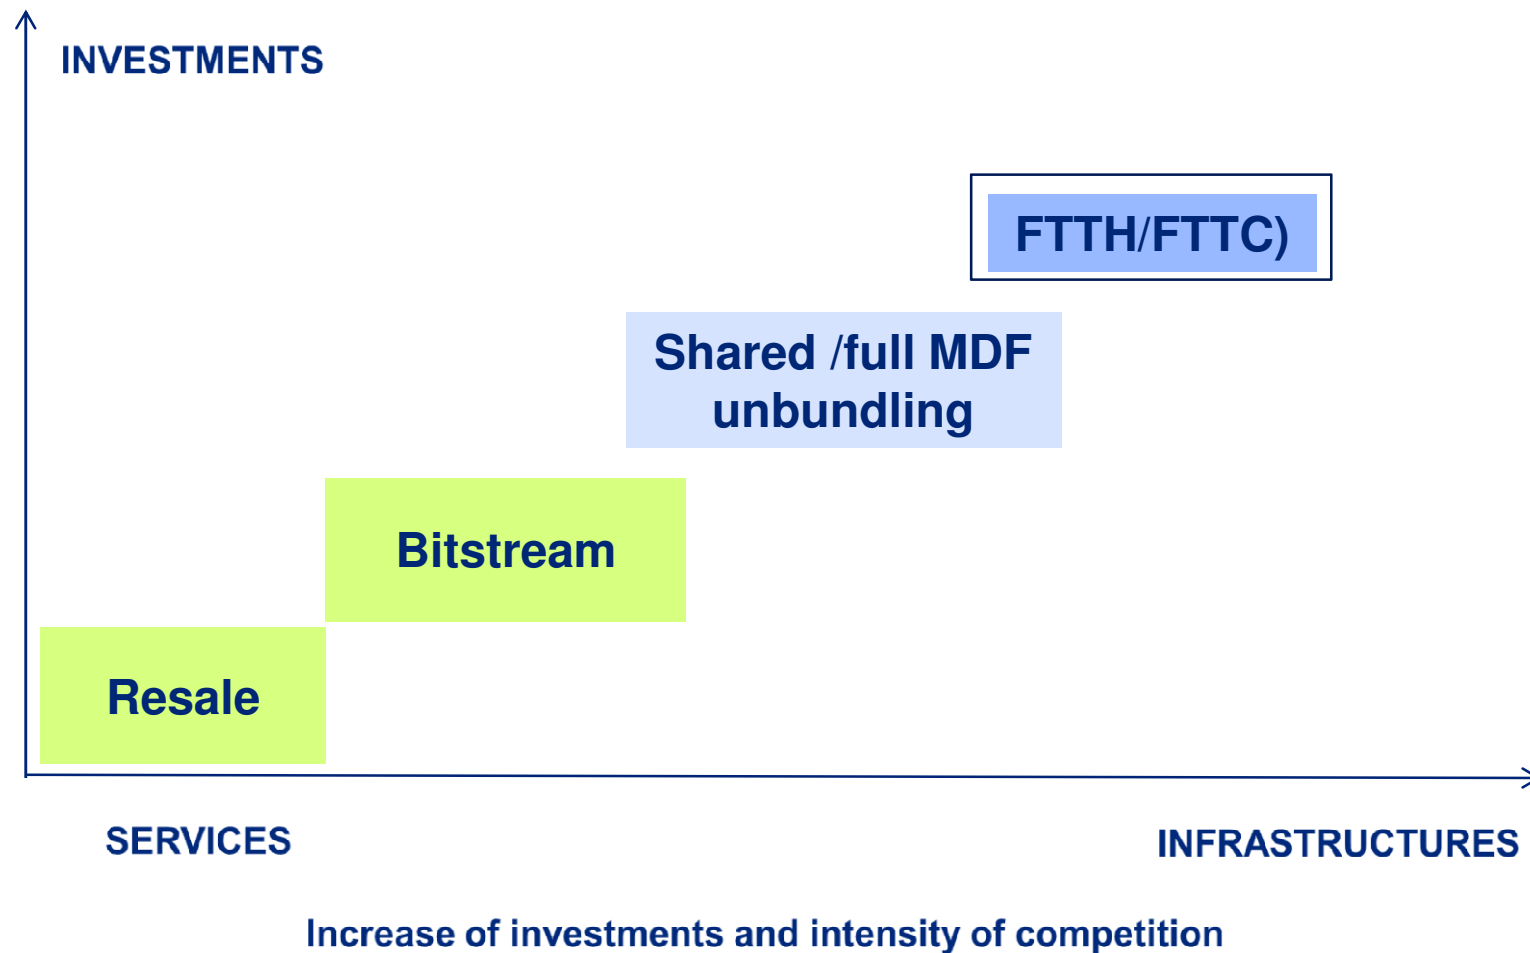 INVESTMENTS
FTTH/FTTC)
Shared /full MDF
unbundling
Bitstream
Resale
SERVICES
INFRASTRUCTURES
Increase of investments and intensity of competition